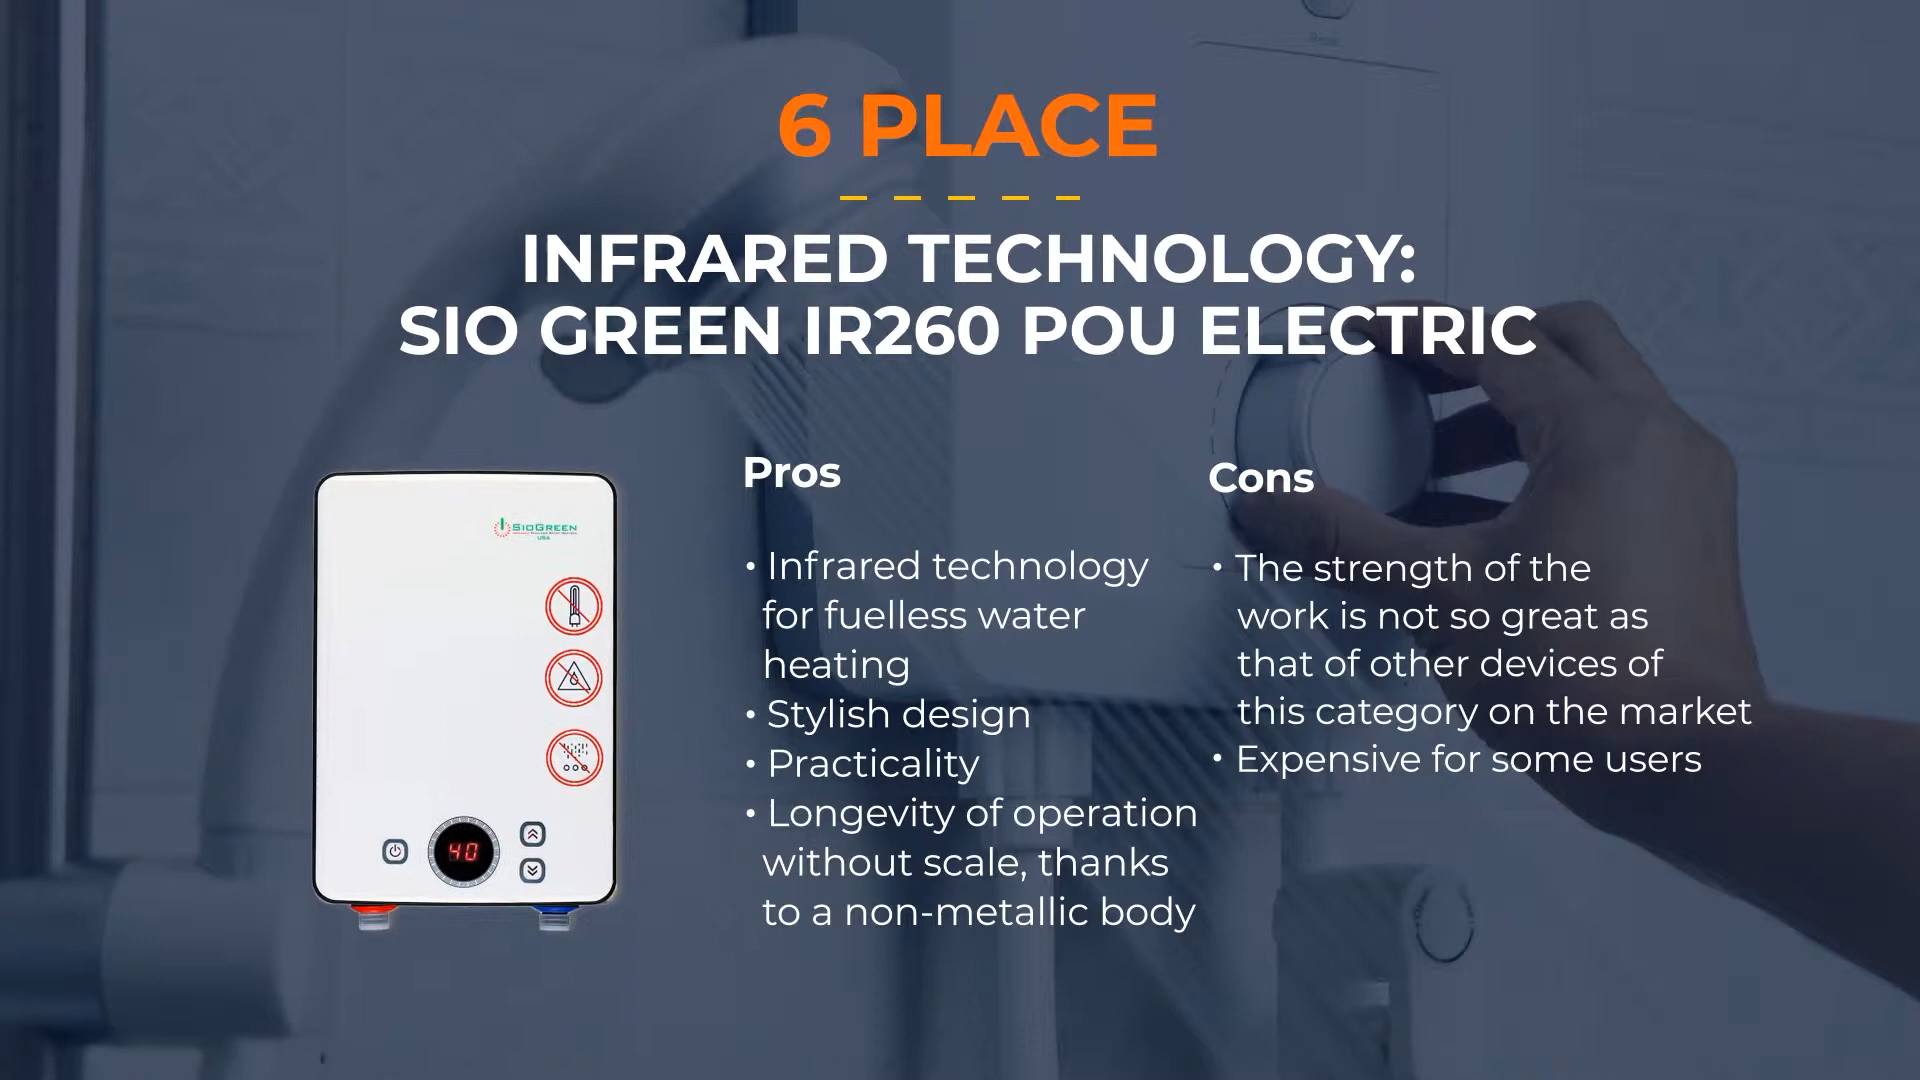 6 PLACE
INFRARED TECHNOLOGY:
SIO GREEN IR260 POU ELECTRIC
SIOGREEN
USA
40
Pros
• Infrared technology
for fuelless water
heating
• Stylish design
• Practicality
• Longevity of operation
without scale, thanks
to a non-metallic body
Cons
• The strength of the
work is not so great as
that of other devices of
this category on the market
• Expensive for some users